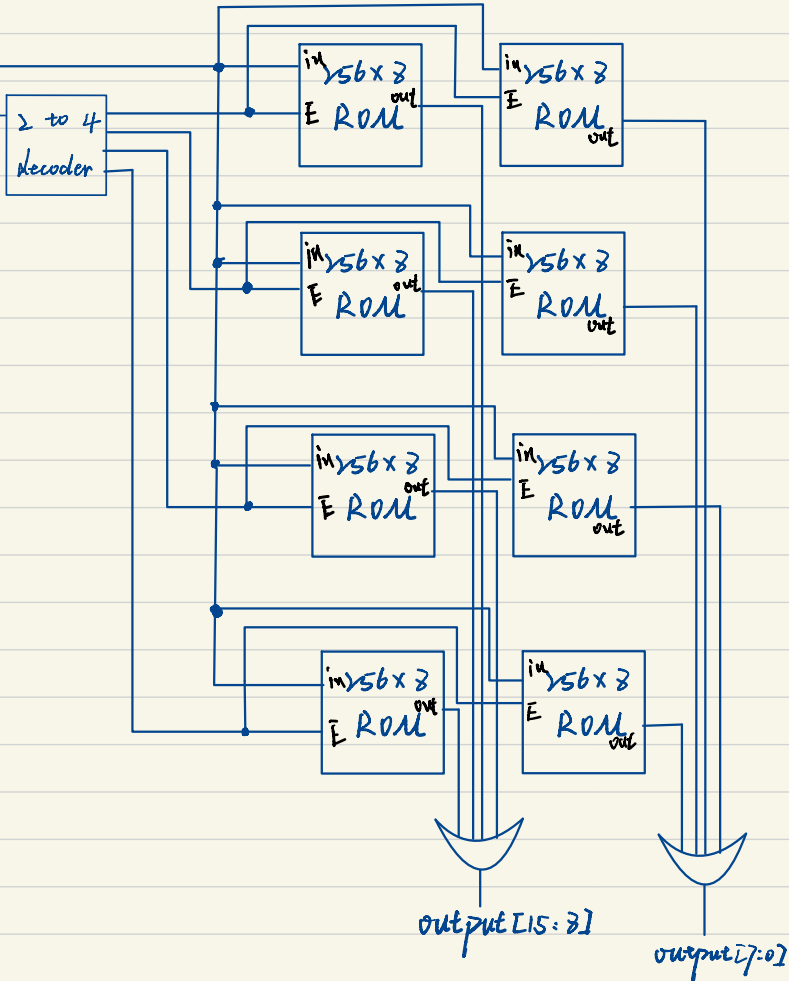 2 to 4
decoder
in 256 x 8
E ROM out
in 256 x 8
E ROM out
in 256 x 8
E ROM out
in 256 x 8
E ROM out
in 256 x 8
E ROM out
in 256 x 8
E ROM out
in 256 x 8
E ROM out
in 256 x 8
E ROM out
output [15:8]
output [7:0]